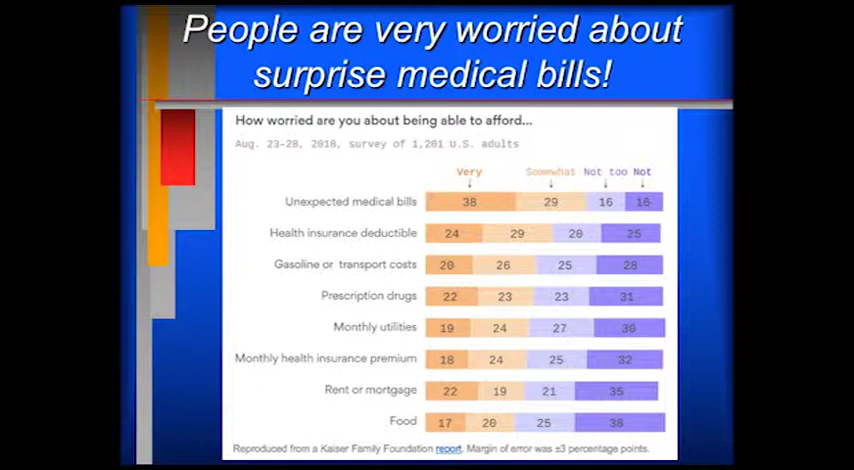 People are very worried about
surprise medical bills!
How worried are you about being able to afford...
Aug. 23-28, 2018, survey of 1,201 U.S. adults
Very Somewhat Not too Not
Unexpected medical bills 38 29 16 16
Health insurance deductible 24 29 20 25
Gasoline or transport costs 20 26 25 28
Prescription drugs 22 23 23 31
Monthly utilities 19 24 27 30
Monthly health insurance premium 18 24 25 32
Rent or mortgage 22 19 21 35
Food 17 20 25 38
Reproduced from a Kaiser Family Foundation report. Margin of error was ±3 percentage points.